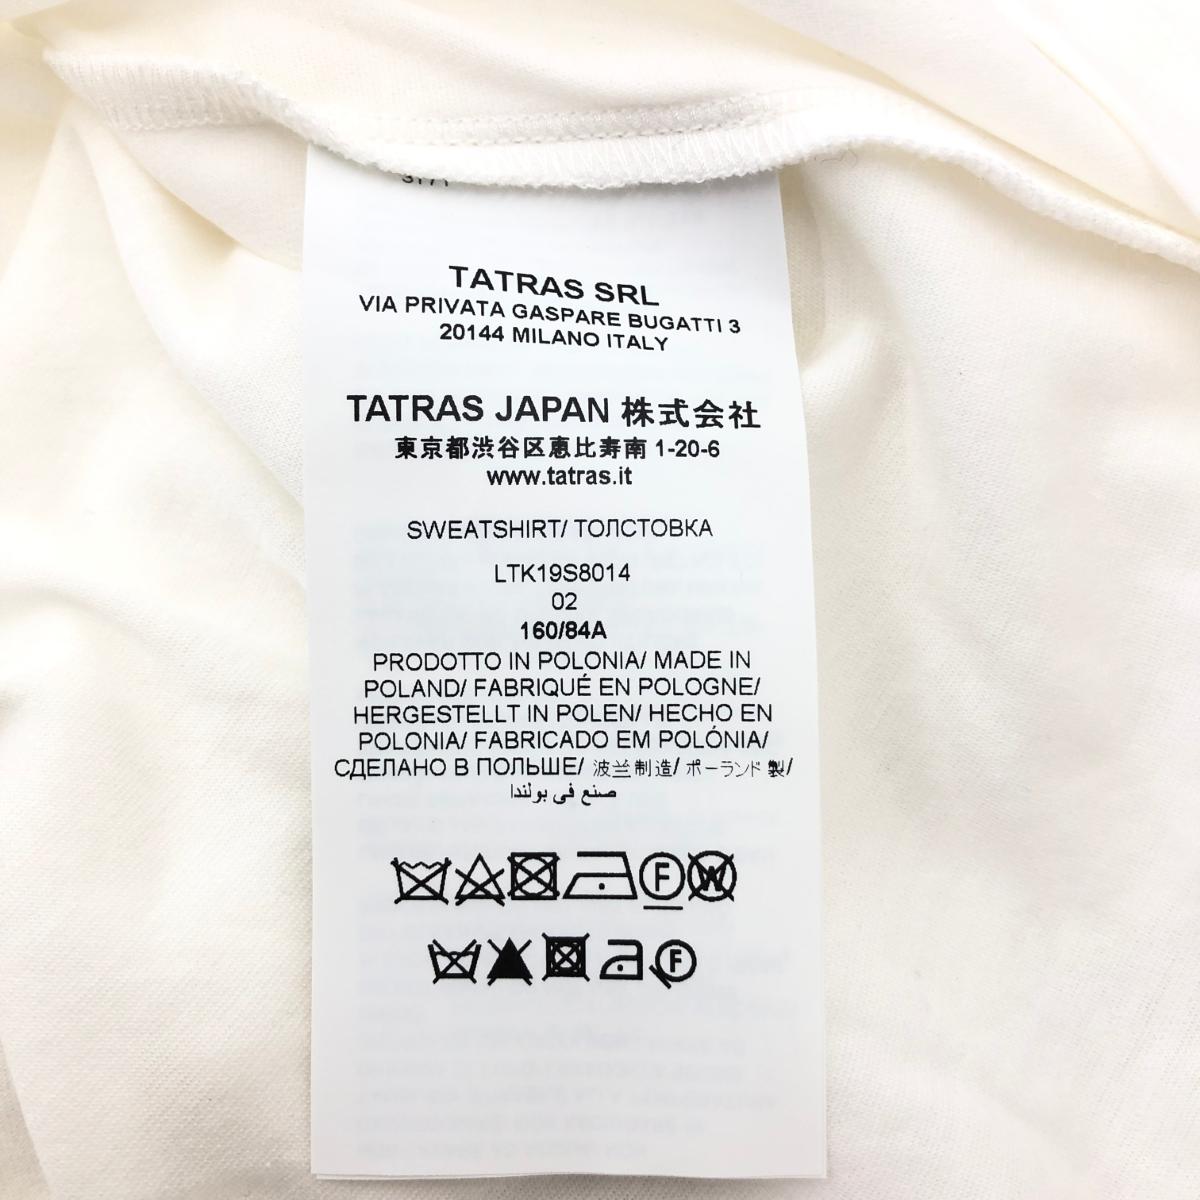 TATRAS SRL
VIA PRIVATA GASPARE BUGATTI 3
20144 MILANO ITALY
TATRAS JAPAN 株式会社
東京都渋谷区恵比寿南 1-20-6
www.tatras.it
SWEATSHIRT/ ТОЛСТОВКА
LTK19S8014
02
160/84A
PRODOTTO IN POLONIA/ MADE IN
POLAND/ FABRIQUÉ EN POLOGNE/
HERGESTELLT IN POLEN/ HECHO EN
POLONIA/ FABRICADO EM POLÓNIA/
СДЕЛАНО В ПОЛЬШЕ/ 波兰制造/ ポーランド製/
صنع في بولندا
F W
F